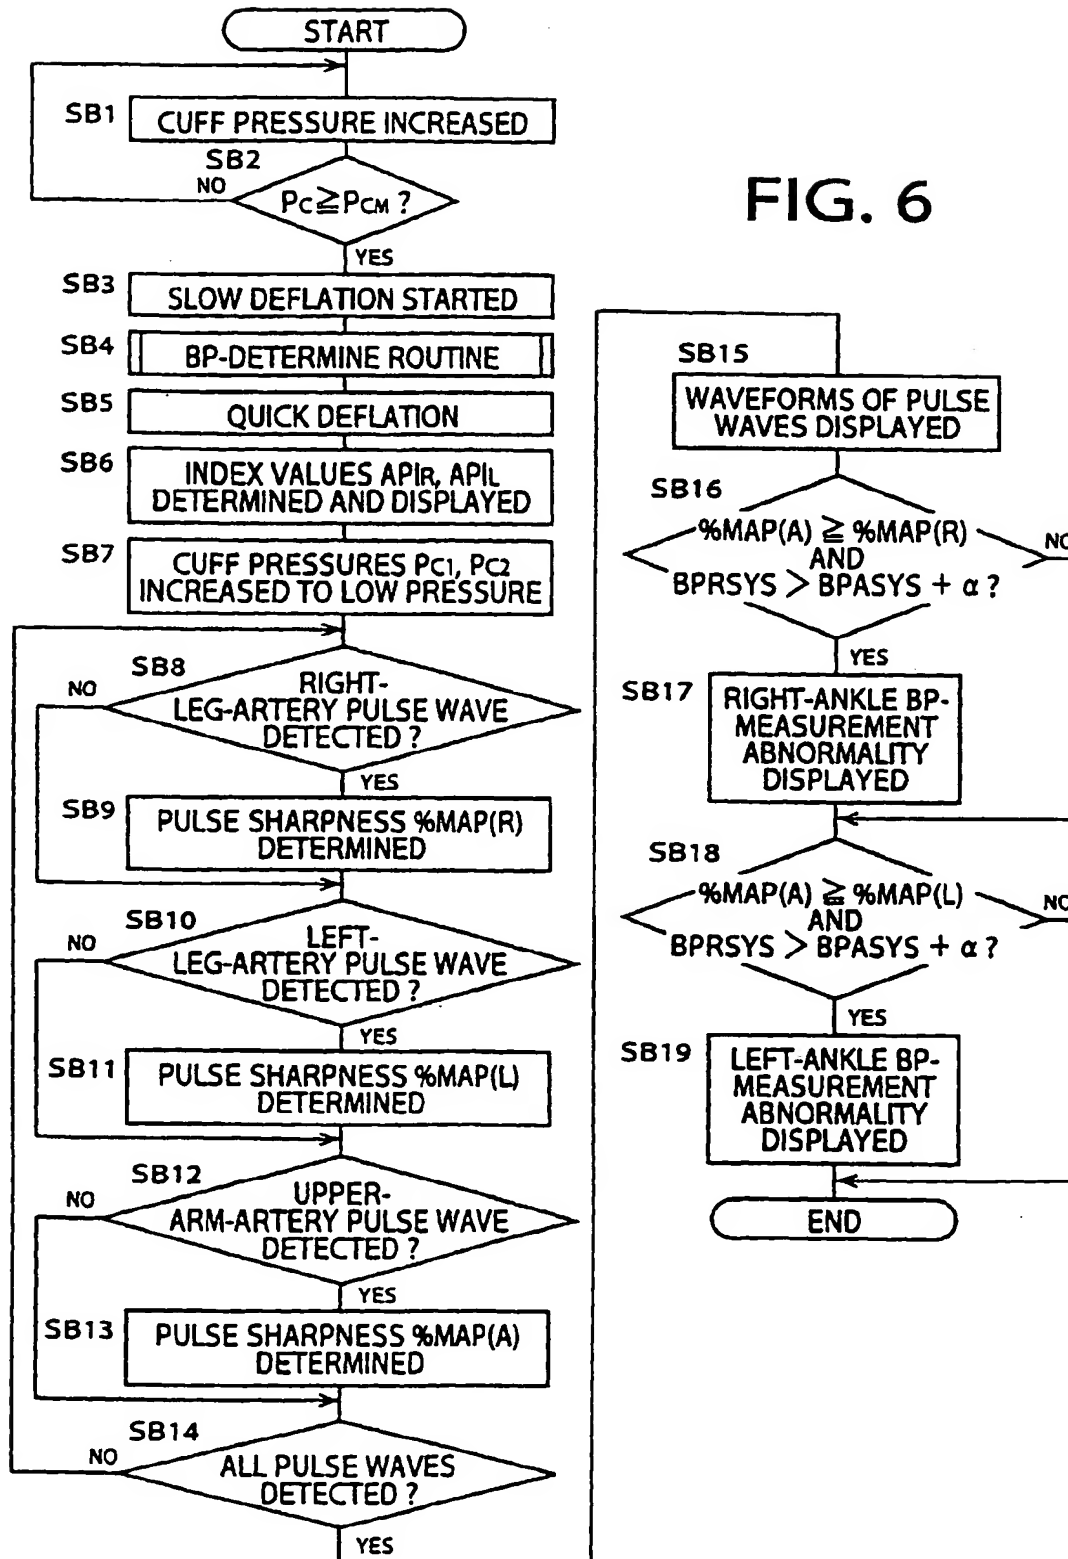 START
SB1
CUFF PRESSURE INCREASED
SB2
NO
PC≧PCM ?
YES
SB3
SLOW DEFLATION STARTED
SB4
BP-DETERMINE ROUTINE
SB5
QUICK DEFLATION
SB6
INDEX VALUES APIR, APIL
DETERMINED AND DISPLAYED
SB7
CUFF PRESSURES PC1, PC2
INCREASED TO LOW PRESSURE
SB8
NO
RIGHT-
LEG-ARTERY PULSE WAVE
DETECTED ?
YES
SB9
PULSE SHARPNESS %MAP(R)
DETERMINED
SB10
NO
LEFT-
LEG-ARTERY PULSE WAVE
DETECTED ?
YES
SB11
PULSE SHARPNESS %MAP(L)
DETERMINED
SB12
NO
UPPER-
ARM-ARTERY PULSE WAVE
DETECTED ?
YES
SB13
PULSE SHARPNESS %MAP(A)
DETERMINED
SB14
NO
ALL PULSE WAVES
DETECTED ?
YES
FIG. 6
SB15
WAVEFORMS OF PULSE
WAVES DISPLAYED
SB16
%MAP(A) ≧ %MAP(R)
AND
BPRSYS > BPASYS + α ?
NO
YES
SB17
RIGHT-ANKLE BP-
MEASUREMENT
ABNORMALITY
DISPLAYED
SB18
%MAP(A) ≧ %MAP(L)
AND
BPRSYS > BPASYS + α ?
NO
YES
SB19
LEFT-ANKLE BP-
MEASUREMENT
ABNORMALITY
DISPLAYED
END